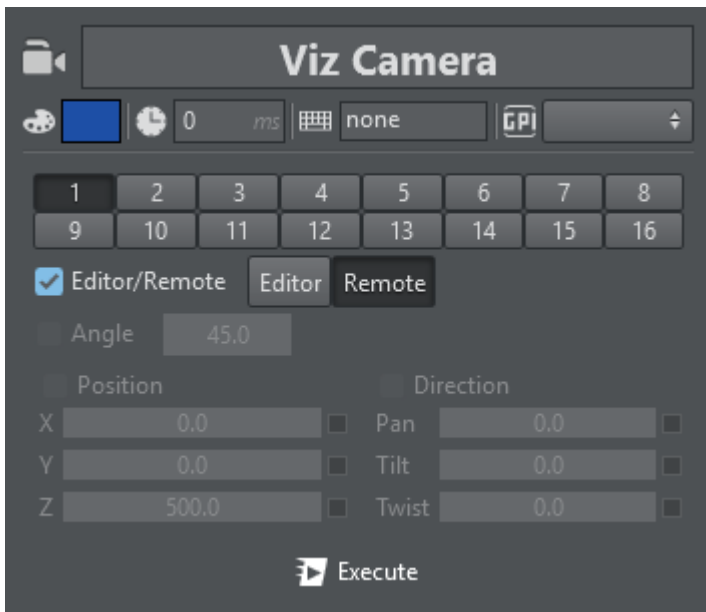 Viz Camera
0 ms none GPI
1 2 3 4 5 6 7 8
9 10 11 12 13 14 15 16
Editor/Remote Editor Remote
Angle 45.0
Position Direction
X 0.0 Pan 0.0
Y 0.0 Tilt 0.0
Z 500.0 Twist 0.0
Execute